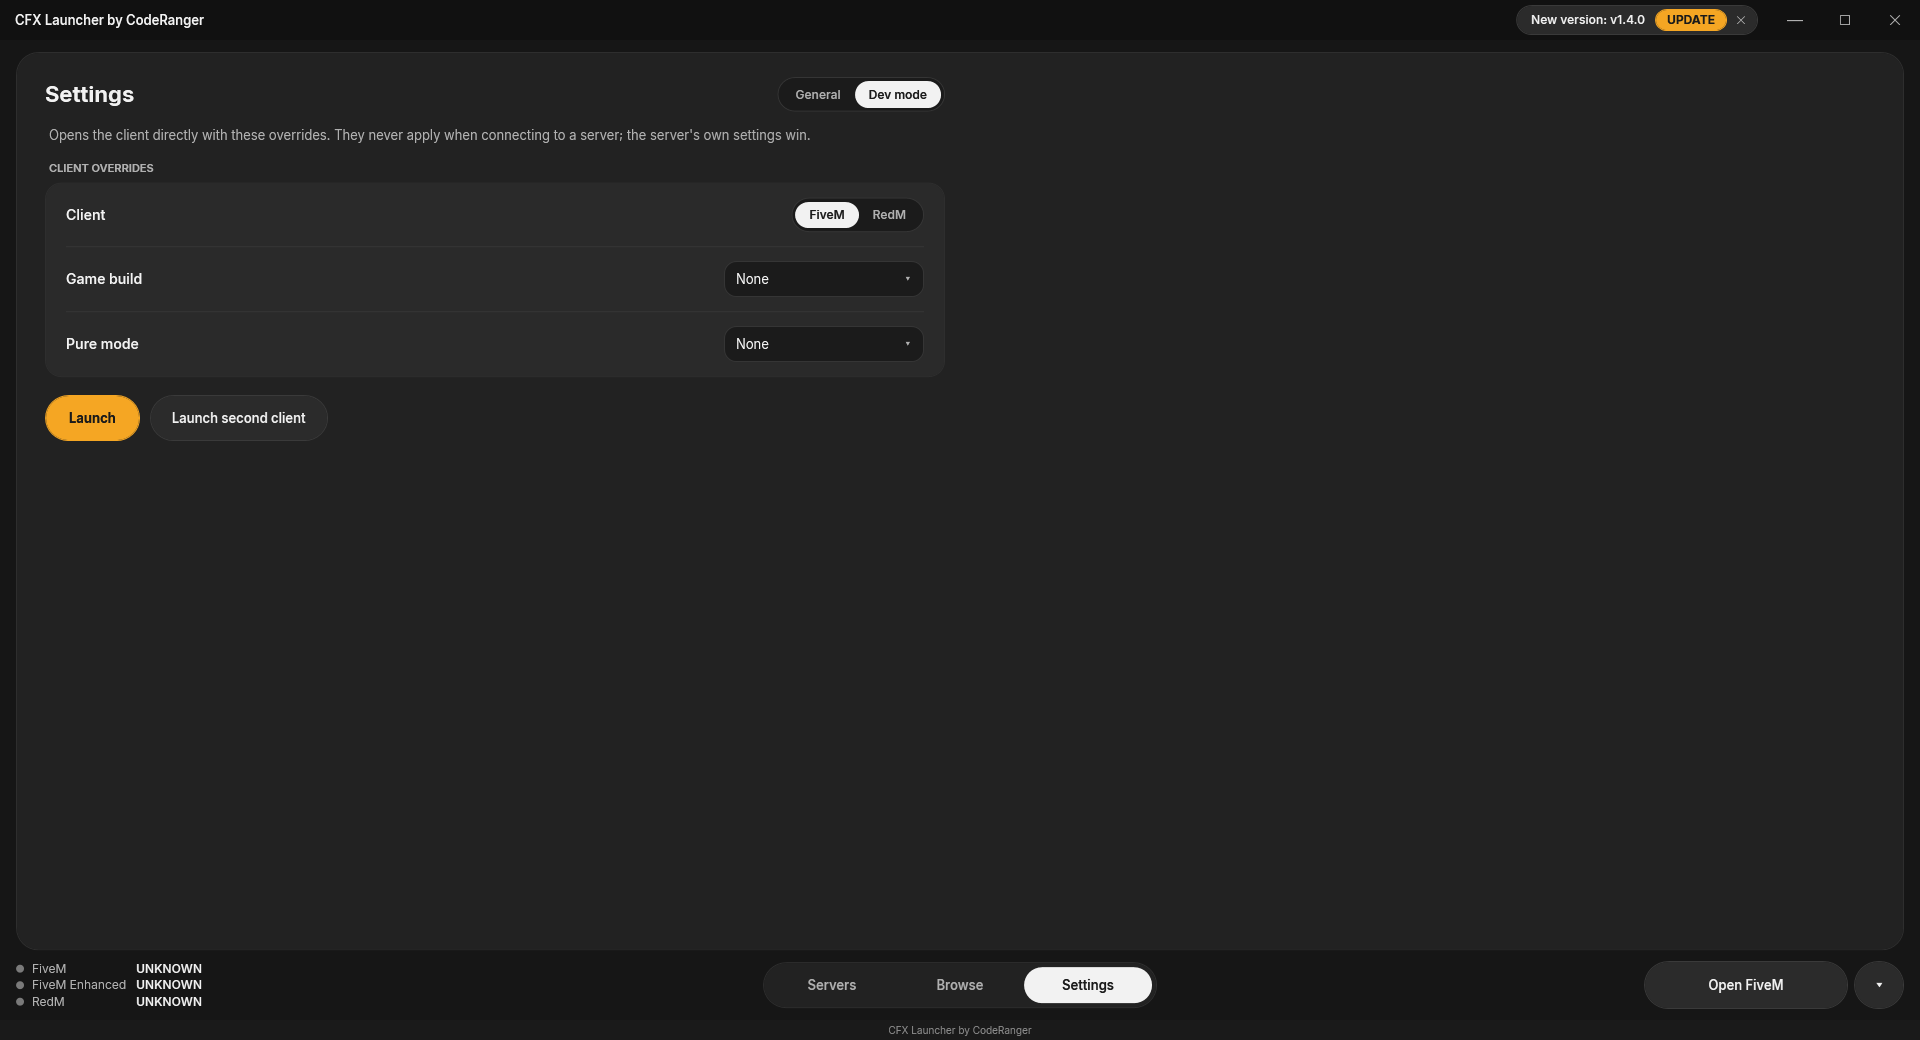 CFX Launcher by CodeRanger
New version: v1.4.0 UPDATE
Settings
General Dev mode
Opens the client directly with these overrides. They never apply when connecting to a server; the server's own settings win.
CLIENT OVERRIDES
Client FiveM RedM
Game build None
Pure mode None
Launch Launch second client
FiveM UNKNOWN
FiveM Enhanced UNKNOWN
RedM UNKNOWN
Servers Browse Settings
Open FiveM
CFX Launcher by CodeRanger